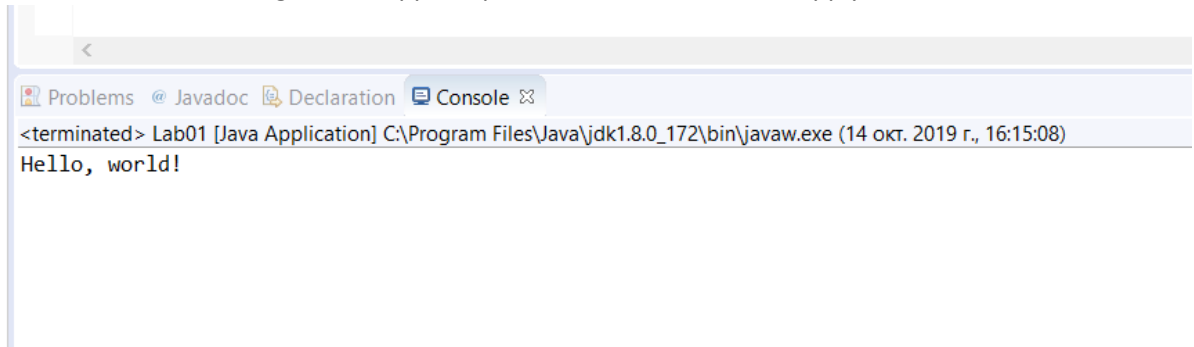 Problems @ Javadoc Declaration Console
<terminated> Lab01 [Java Application] C:\Program Files\Java\jdk1.8.0_172\bin\javaw.exe (14 окт. 2019 г., 16:15:08)
Hello, world!